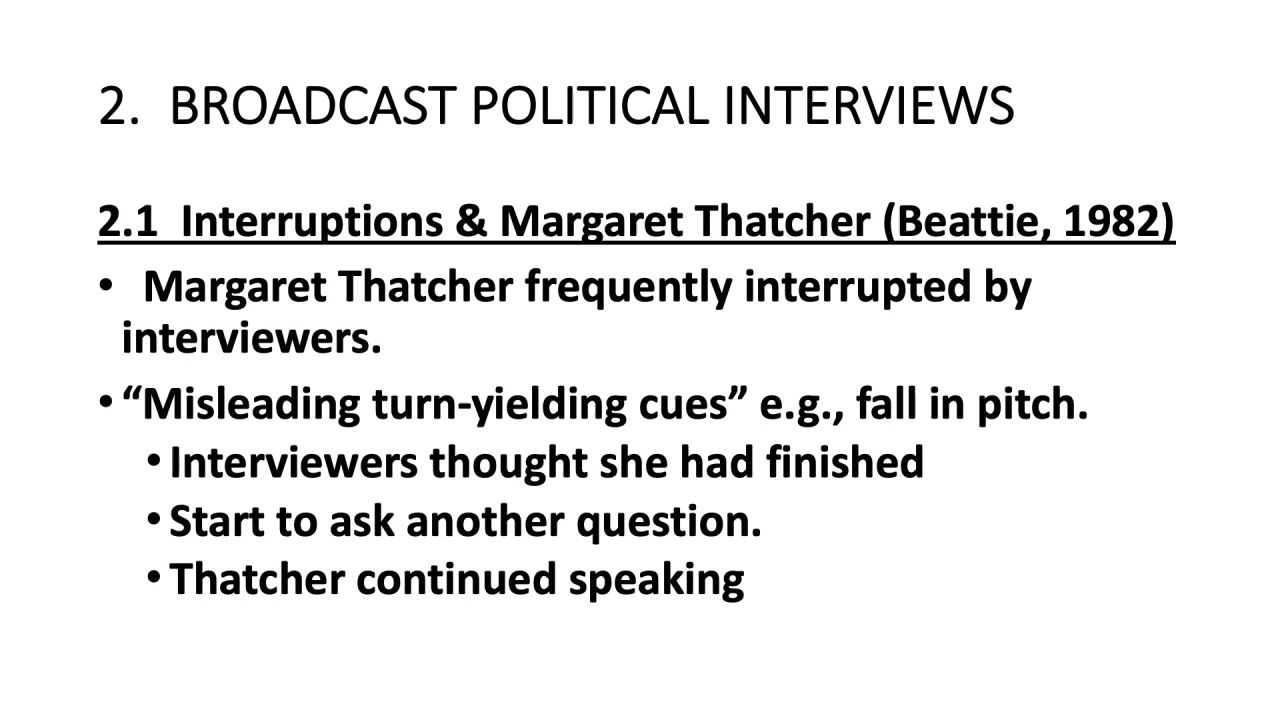 2. BROADCAST POLITICAL INTERVIEWS
2.1 Interruptions & Margaret Thatcher (Beattie, 1982)
• Margaret Thatcher frequently interrupted by
interviewers.
• “Misleading turn-yielding cues” e.g., fall in pitch.
• Interviewers thought she had finished
• Start to ask another question.
• Thatcher continued speaking